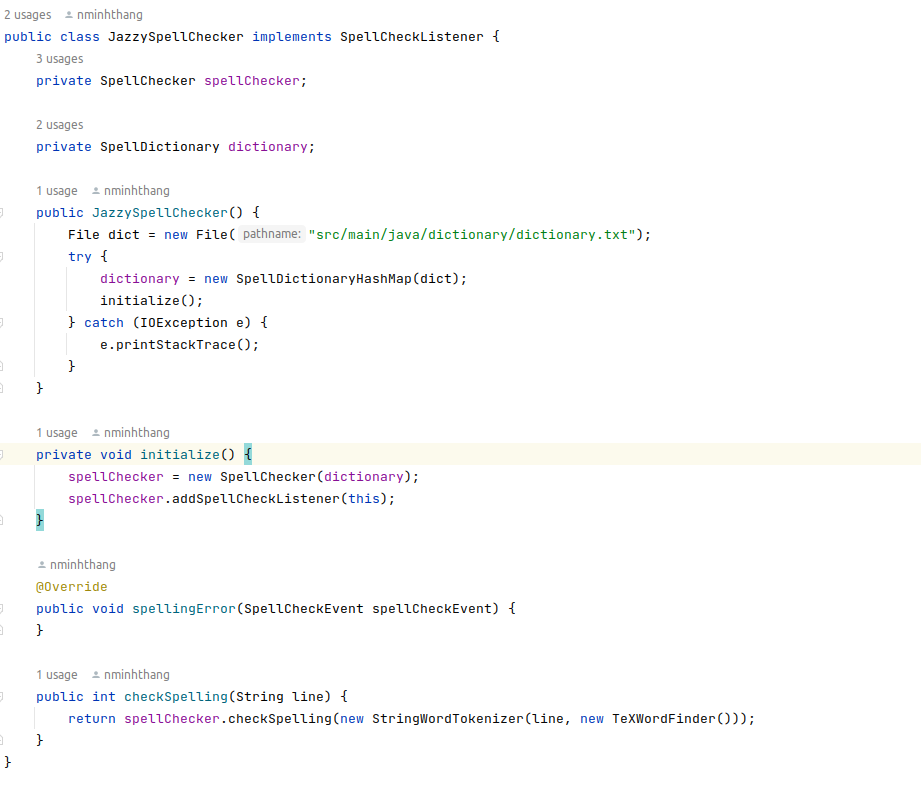 2 usages nminhthang
public class JazzySpellChecker implements SpellCheckListener {
3 usages
private SpellChecker spellChecker;
2 usages
private SpellDictionary dictionary;
1 usage nminhthang
public JazzySpellChecker() {
File dict = new File( pathname: "src/main/java/dictionary/dictionary.txt");
try {
dictionary = new SpellDictionaryHashMap(dict);
initialize();
} catch (IOException e) {
e.printStackTrace();
}
}
1 usage nminhthang
private void initialize() {
spellChecker = new SpellChecker(dictionary);
spellChecker.addSpellCheckListener(this);
}
nminhthang
@Override
public void spellingError(SpellCheckEvent spellCheckEvent) {
}
1 usage nminhthang
public int checkSpelling(String line) {
return spellChecker.checkSpelling(new StringWordTokenizer(line, new TeXWordFinder()));
}
}